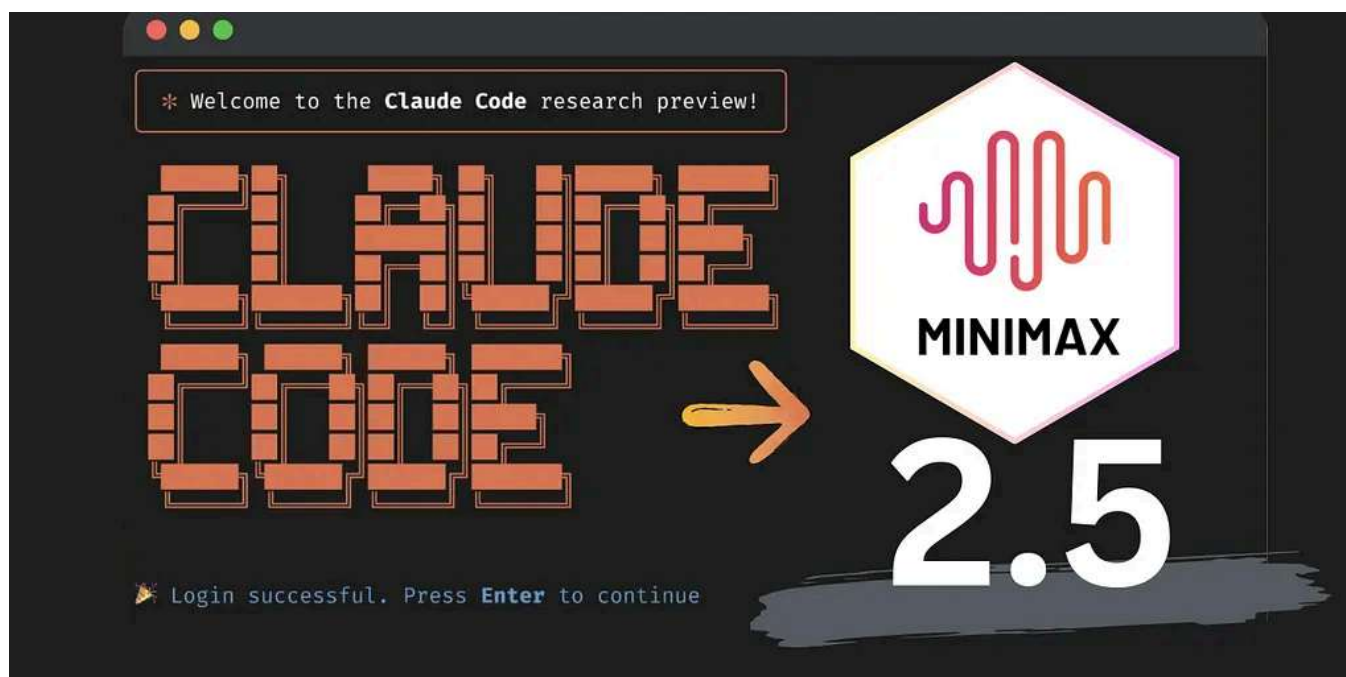 ✻ Welcome to the Claude Code research preview!
CLAUDE
CODE
MINIMAX
2.5
🎉 Login successful. Press Enter to continue